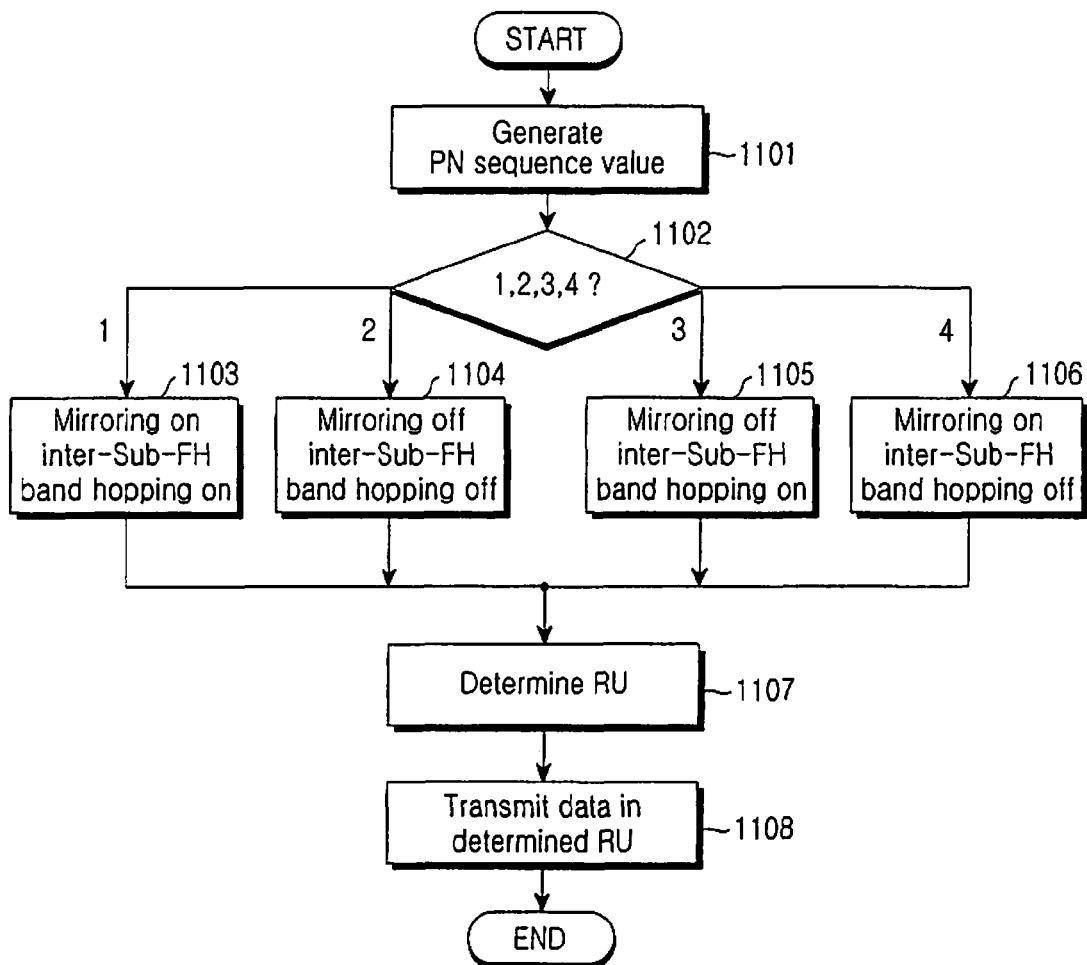 START
Generate
PN sequence value
1101
1102
1,2,3,4 ?
1
2
3
4
1103
Mirroring on
inter-Sub-FH
band hopping on
1104
Mirroring off
inter-Sub-FH
band hopping off
1105
Mirroring off
inter-Sub-FH
band hopping on
1106
Mirroring on
inter-Sub-FH
band hopping off
Determine RU
1107
Transmit data in
determined RU
1108
END